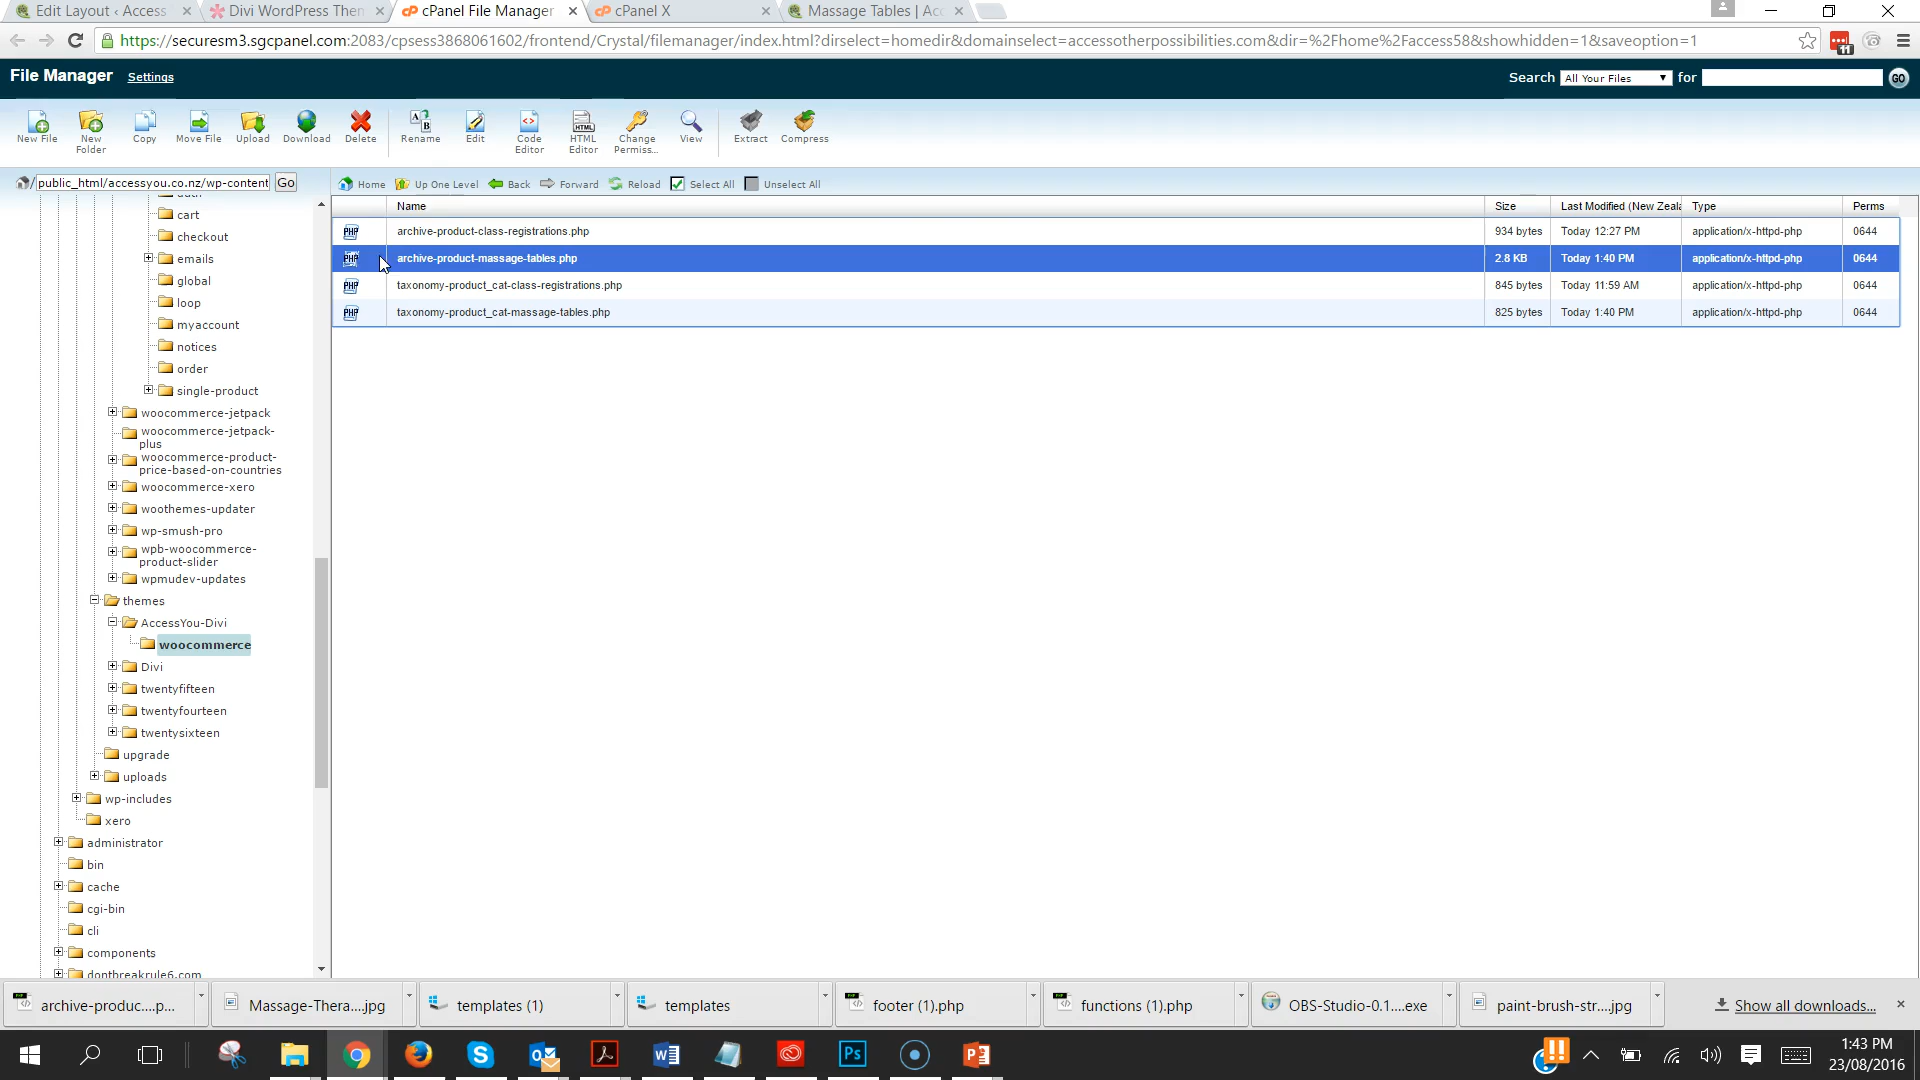 Edit Layout ‹ Access
Divi WordPress Them
cPanel File Manager
cPanel X
Massage Tables | Acc
https://securesm3.sgcpanel.com:2083/cpsess3868061602/frontend/Crystal/filemanager/index.html?dirselect=homedir&domainselect=accessotherpossibilities.com&dir=%2Fhome%2Faccess58&showhidden=1&saveoption=1
11
File Manager Settings
Search All Your Files for GO
New File
New Folder
Copy
Move File
Upload
Download
Delete
Rename
Edit
Code Editor
HTML Editor
Change Permiss...
View
Extract
Compress
/ public_html/accessyou.co.nz/wp-content Go
Home Up One Level Back Forward Reload Select All Unselect All
Name Size Last Modified (New Zeala Type Perms
PHP archive-product-class-registrations.php 934 bytes Today 12:27 PM application/x-httpd-php 0644
PHP archive-product-massage-tables.php 2.8 KB Today 1:40 PM application/x-httpd-php 0644
PHP taxonomy-product_cat-class-registrations.php 845 bytes Today 11:59 AM application/x-httpd-php 0644
PHP taxonomy-product_cat-massage-tables.php 825 bytes Today 1:40 PM application/x-httpd-php 0644
cart
checkout
emails
global
loop
myaccount
notices
order
single-product
woocommerce-jetpack
woocommerce-jetpack-
plus
woocommerce-product-
price-based-on-countries
woocommerce-xero
woothemes-updater
wp-smush-pro
wpb-woocommerce-
product-slider
wpmudev-updates
themes
AccessYou-Divi
woocommerce
Divi
twentyfifteen
twentyfourteen
twentysixteen
upgrade
uploads
wp-includes
xero
administrator
bin
cache
cgi-bin
cli
components
dontbreakrule6.com
archive-produc....p...
Massage-Thera....jpg
templates (1)
templates
footer (1).php
functions (1).php
OBS-Studio-0.1....exe
paint-brush-str....jpg
Show all downloads...
1:43 PM
23/08/2016